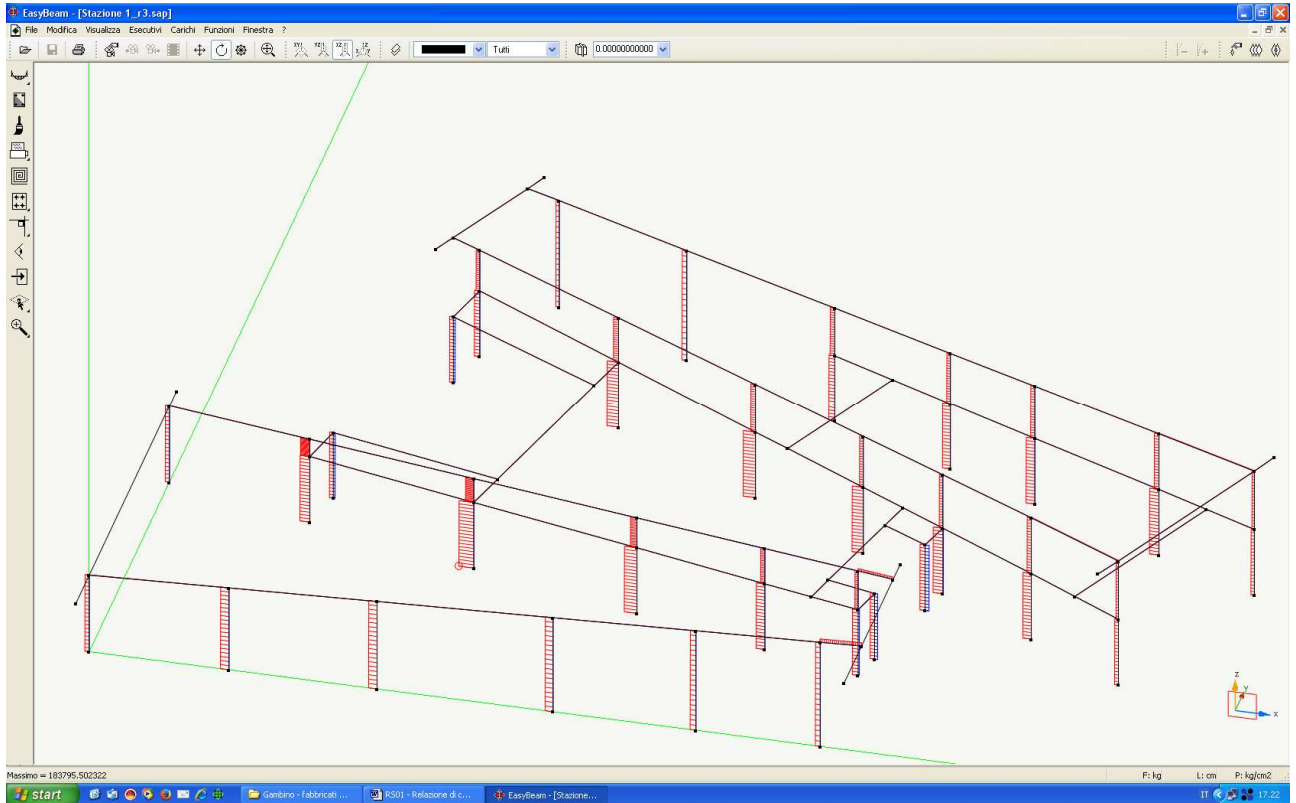 EasyBeam - [Stazione 1_r3.sap]
File Modifica Visualizza Esecutivi Carichi Funzioni Finestra ?
Tutti 0.00000000000
z
y
x
Massimo = 183795.502322 F: kg L: cm P: kg/cm2
start Gambino - fabbricati ... RS01 - Relazione di c... EasyBeam - [Stazione... IT 17.22